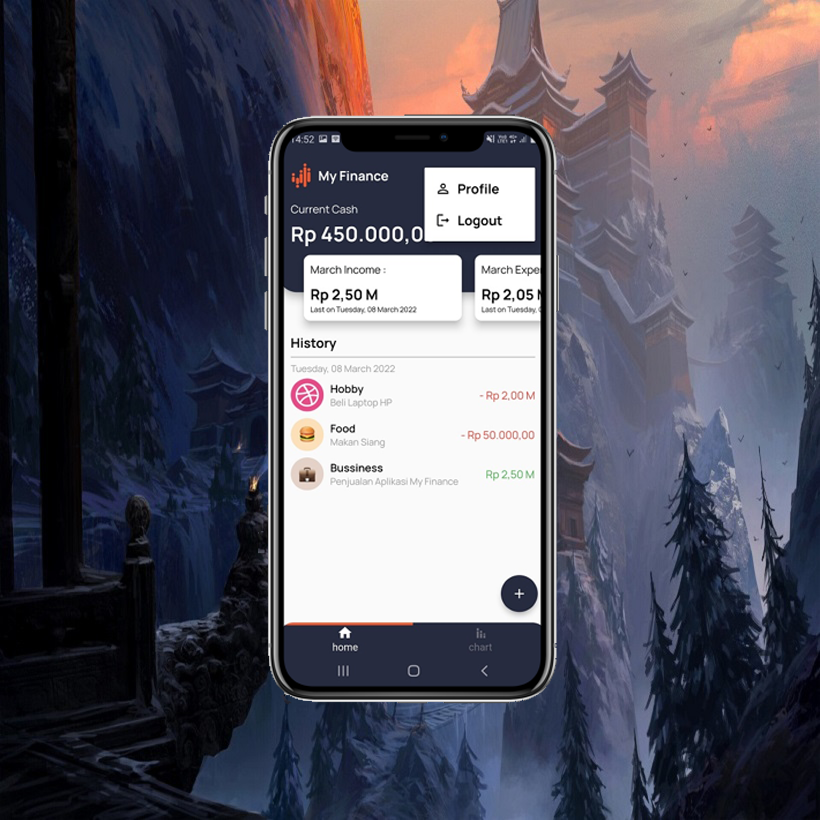 14:52
My Finance
Profile
Logout
Current Cash
Rp 450.000,0
March Income :
Rp 2,50 M
Last on Tuesday, 08 March 2022
March Expe
Rp 2,05 M
Last on Tuesday, 0
History
Tuesday, 08 March 2022
Hobby
Beli Laptop HP
- Rp 2,00 M
Food
Makan Siang
- Rp 50.000,00
Bussiness
Penjualan Aplikasi My Finance
Rp 2,50 M
+
home
chart